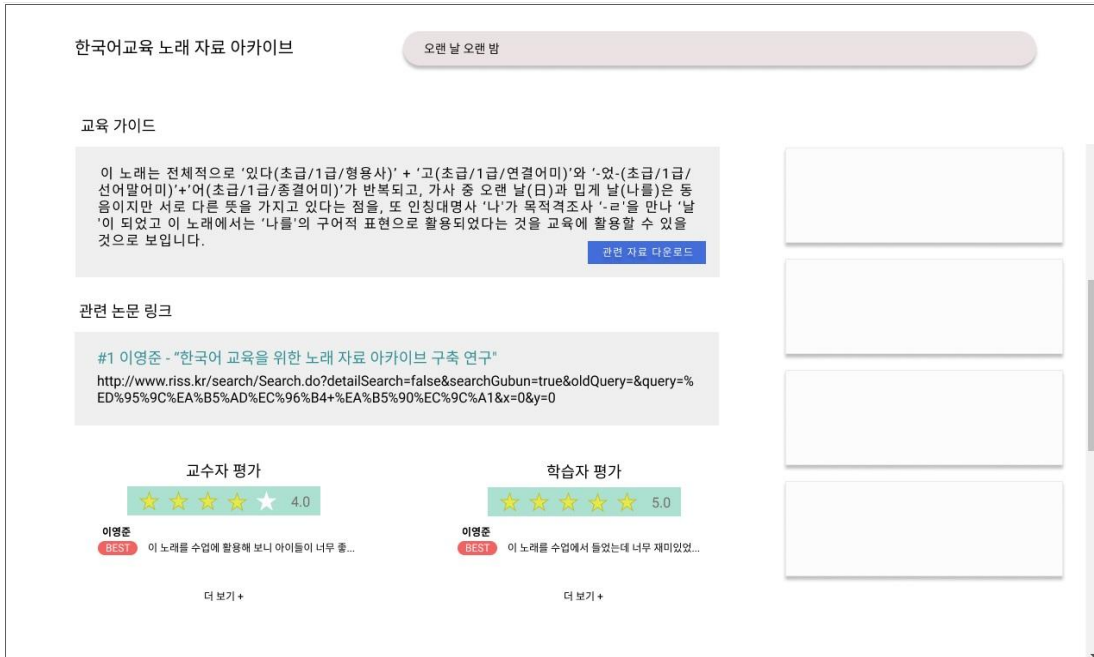 한국어교육 노래 자료 아카이브
오랜 날 오랜 밤
교육 가이드
이 노래는 전체적으로 '있다(초급/1급/형용사)' + '고(초급/1급/연결어미)'와 '-었-(초급/1급/
선어말어미)'+'어(초급/1급/종결어미)'가 반복되고, 가사 중 오랜 날(日)과 밉게 날(나를)은 동
음이지만 서로 다른 뜻을 가지고 있다는 점을, 또 인칭대명사 '나'가 목적격조사 '-ㄹ'을 만나 '날
'이 되었고 이 노래에서는 '나를'의 구어적 표현으로 활용되었다는 것을 교육에 활용할 수 있을
것으로 보입니다.
관련 자료 다운로드
관련 논문 링크
#1 이영준 - “한국어 교육을 위한 노래 자료 아카이브 구축 연구"
http://www.riss.kr/search/Search.do?detailSearch=false&searchGubun=true&oldQuery=&query=%
ED%95%9C%EA%B5%AD%EC%96%B4+%EA%B5%90%EC%9C%A1&x=0&y=0
교수자 평가
4.0
이영준
BEST 이 노래를 수업에 활용해 보니 아이들이 너무 좋...
더 보기 +
학습자 평가
5.0
이영준
BEST 이 노래를 수업에서 들었는데 너무 재미있었...
더 보기 +